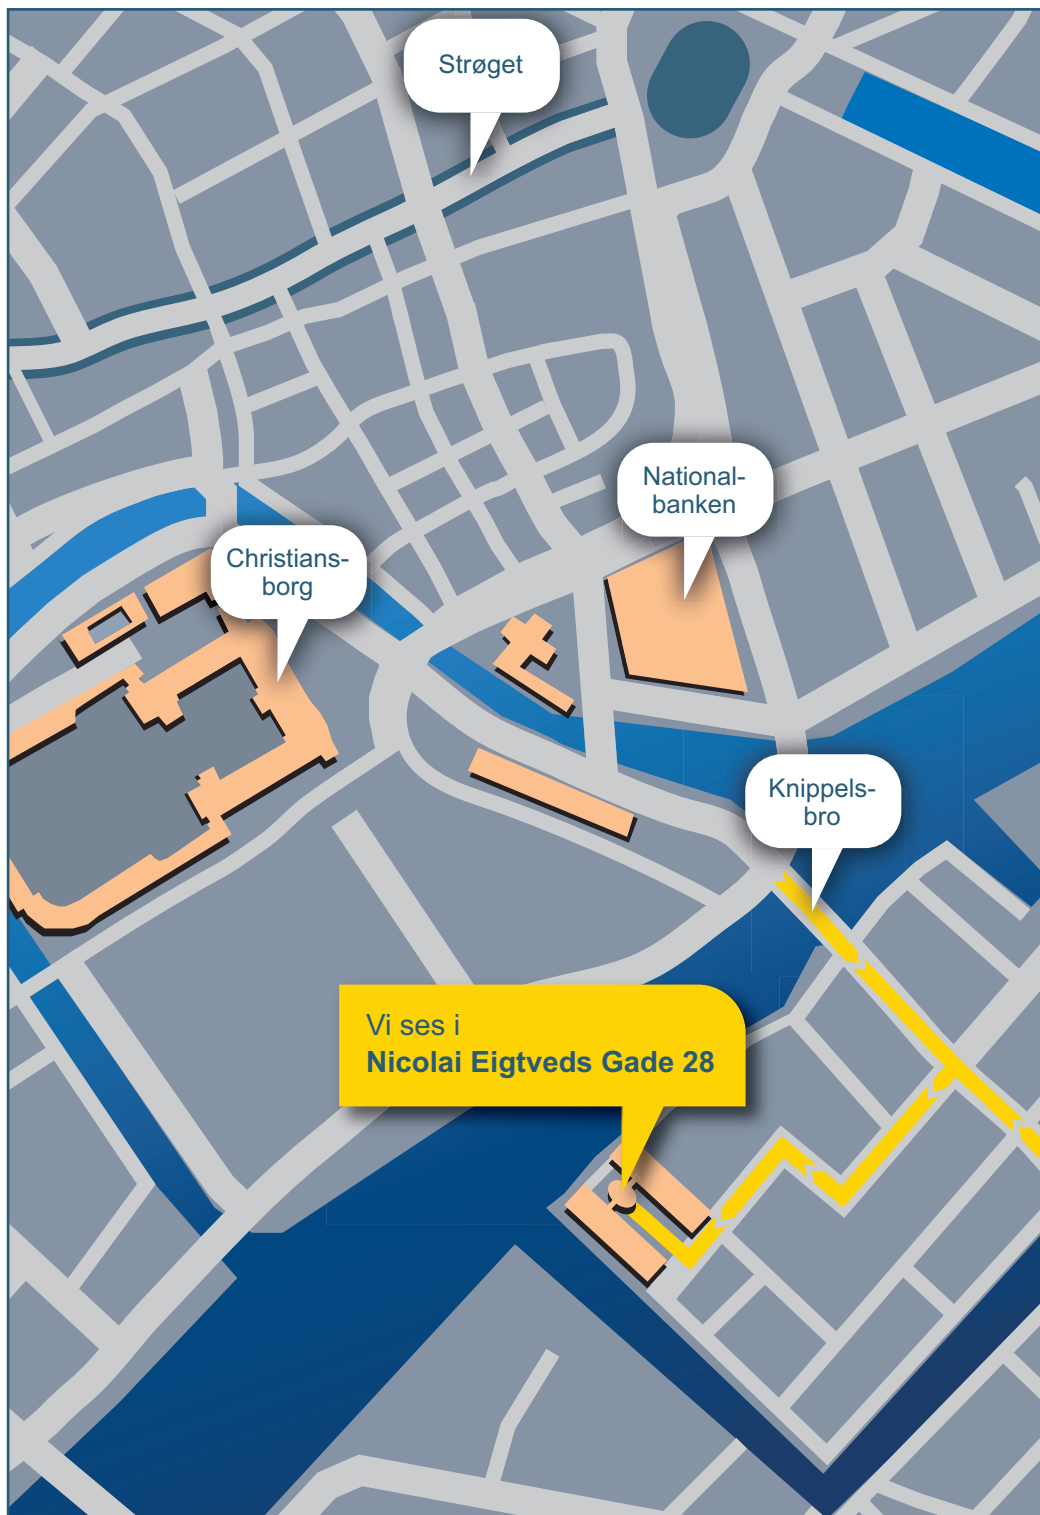 Strøget
National-
banken
Christians-
borg
Knippels-
bro
Vi ses i
Nicolai Eigtveds Gade 28